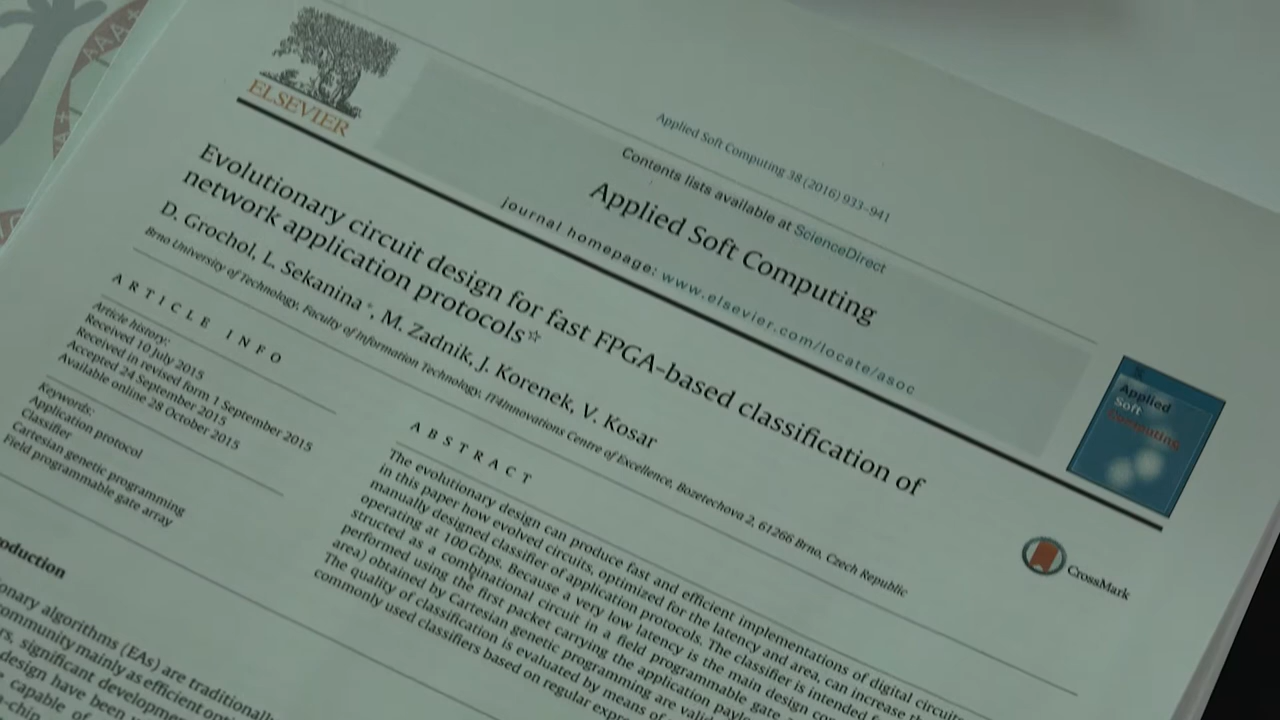 Applied Soft Computing 38 (2016) 933–941
Contents lists available at ScienceDirect
Applied Soft Computing
journal homepage: www.elsevier.com/locate/asoc
ELSEVIER
Applied
Soft
Computing
Evolutionary circuit design for fast FPGA-based classification of
network application protocols☆
CrossMark
D. Grochol, L. Sekanina*, M. Zadnik, J. Korenek, V. Kosar
Brno University of Technology, Faculty of Information Technology, IT4Innovations Centre of Excellence, Bozetechova 2, 61266 Brno, Czech Republic
ARTICLE INFO
Article history:
Received 10 July 2015
Received in revised form 1 September 2015
Accepted 24 September 2015
Available online 28 October 2015
Keywords:
Application protocol
Classifier
Cartesian genetic programming
Field programmable gate array
ABSTRACT
The evolutionary design can produce fast and efficient implementations of digital circuits
in this paper how evolved circuits, optimized for the latency and area, can increase
manually designed classifier of application protocols. The classifier is intended
operating at 100 Gbps. Because a very low latency is the main design
structed as a combinational circuit in a field programmable gate
performed using the first packet carrying the application
area) obtained by Cartesian genetic programming are
The quality of classification is evaluated by means of
commonly used classifiers based on regular
oduction
onary algorithms (EAs) are traditionally
ommunity mainly as efficient
rs, significant
design have been
capable of
-chip